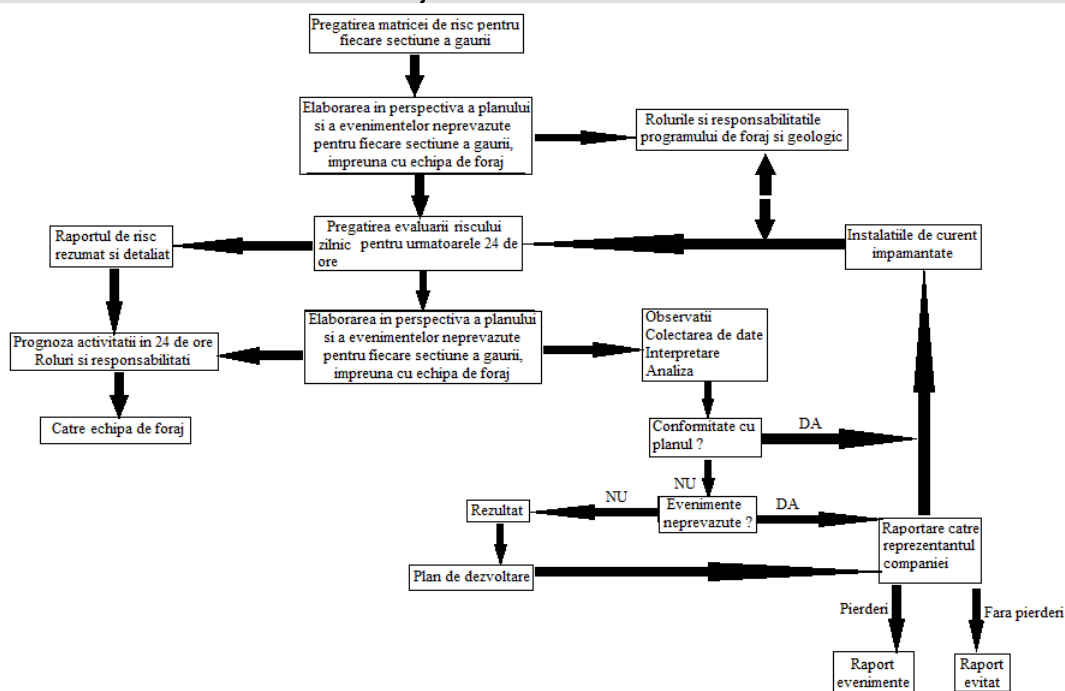 Pregatirea matricei de risc pentru
fiecare sectiune a gaurii
Elaborarea in perspectiva a planului
si a evenimentelor neprevazute
pentru fiecare sectiune a gaurii,
impreuna cu echipa de foraj
Rolurile si responsabilitatile
programului de foraj si geologic
Raportul de risc
rezumat si detaliat
Pregatirea evaluarii riscului
zilnic pentru urmatoarele 24 de
ore
Instalatiile de curent
impamantate
Prognoza activitatii in 24 de ore
Roluri si responsabilitati
Elaborarea in perspectiva a planului
si a evenimentelor neprevazute
pentru fiecare sectiune a gaurii,
impreuna cu echipa de foraj
Observatii
Colectarea de date
Interpretare
Analiza
Catre echipa de foraj
Conformitate cu
planul ?
DA
NU
Rezultat
NU
Evenimente
neprevazute ?
DA
Raportare catre
reprezentantul
companiei
Plan de dezvoltare
Pierderi
Fara pierderi
Raport
evenimente
Raport
evitat